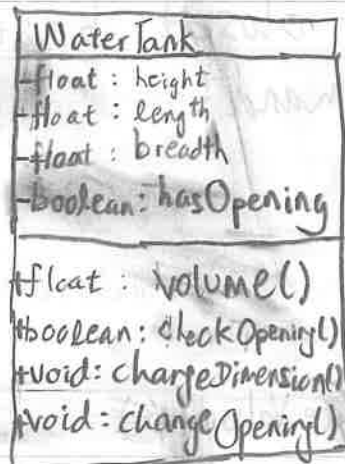 WaterTank
-float : height
-float : length
-float : breadth
-boolean: hasOpening
+float : volume()
+boolean: checkOpening()
+void: changeDimension()
+void: changeOpening()